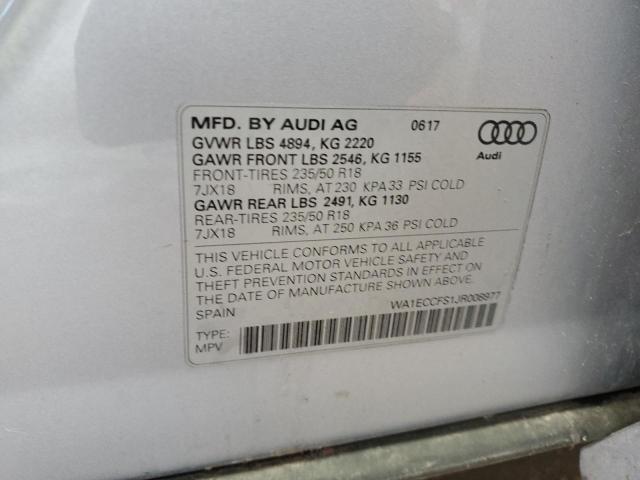 MFD. BY AUDI AG 0617
GVWR LBS 4894, KG 2220
GAWR FRONT LBS 2546, KG 1155
FRONT-TIRES 235/50 R18
7JX18 RIMS, AT 230 KPA 33 PSI COLD
GAWR REAR LBS 2491, KG 1130
REAR-TIRES 235/50 R18
7JX18 RIMS, AT 250 KPA 36 PSI COLD
Audi
THIS VEHICLE CONFORMS TO ALL APPLICABLE
U.S. FEDERAL MOTOR VEHICLE SAFETY AND
THEFT PREVENTION STANDARDS IN EFFECT ON
THE DATE OF MANUFACTURE SHOWN ABOVE.
SPAIN WA1ECCFS1JR006977
TYPE:
MPV